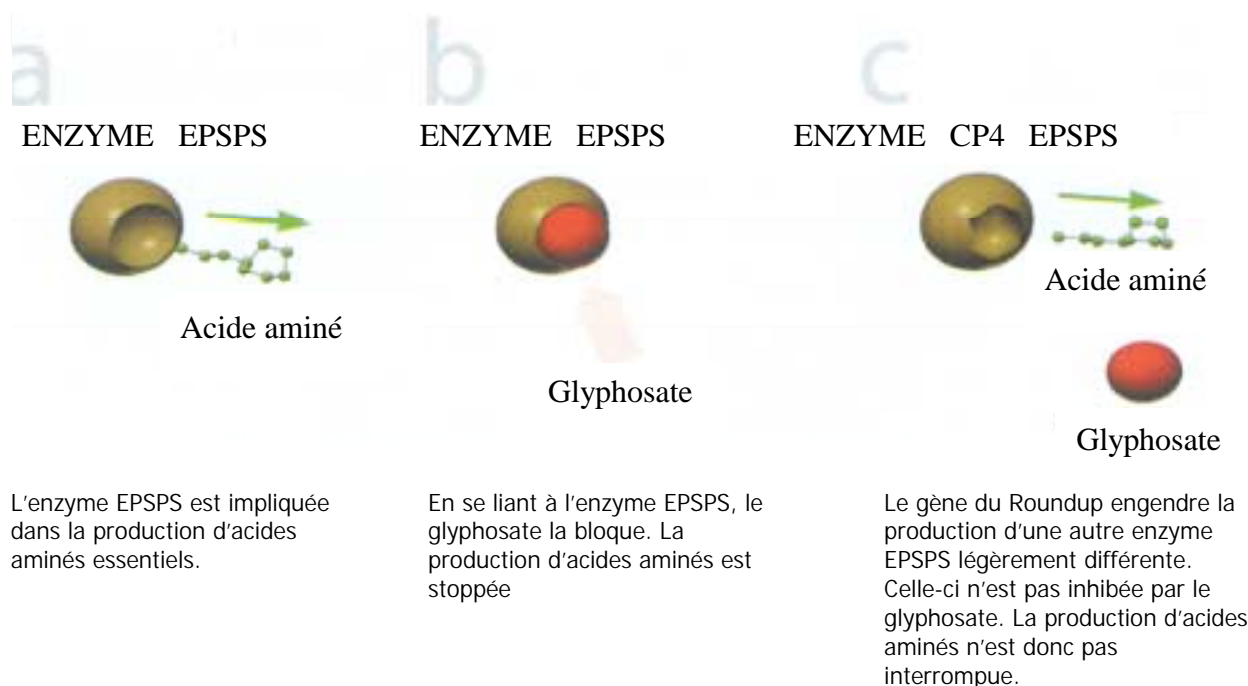 a
b
c
ENZYME EPSPS
ENZYME EPSPS
ENZYME CP4 EPSPS
Acide aminé
Glyphosate
Acide aminé
Glyphosate
L'enzyme EPSPS est impliquée
dans la production d'acides
aminés essentiels.
En se liant à l'enzyme EPSPS, le
glyphosate la bloque. La
production d'acides aminés est
stoppée
Le gène du Roundup engendre la
production d'une autre enzyme
EPSPS légèrement différente.
Celle-ci n'est pas inhibée par le
glyphosate. La production d'acides
aminés n'est donc pas
interrompue.